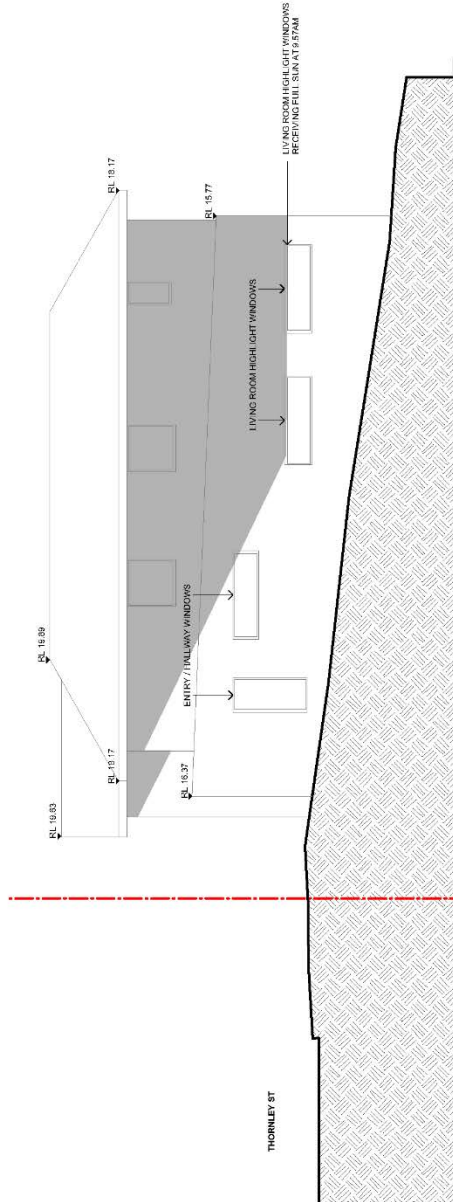 RL 19.83
RL 19.89
RL 18.17
RL 18.17
RL 16.37
RL 15.77
ENTRY / HALLWAY WINDOWS
LIVING ROOM HIGHLIGHT WINDOWS
LIVING ROOM HIGHLIGHT WINDOWS
RECEIVING FULL SUN AT 9.57AM
THORNLEY ST